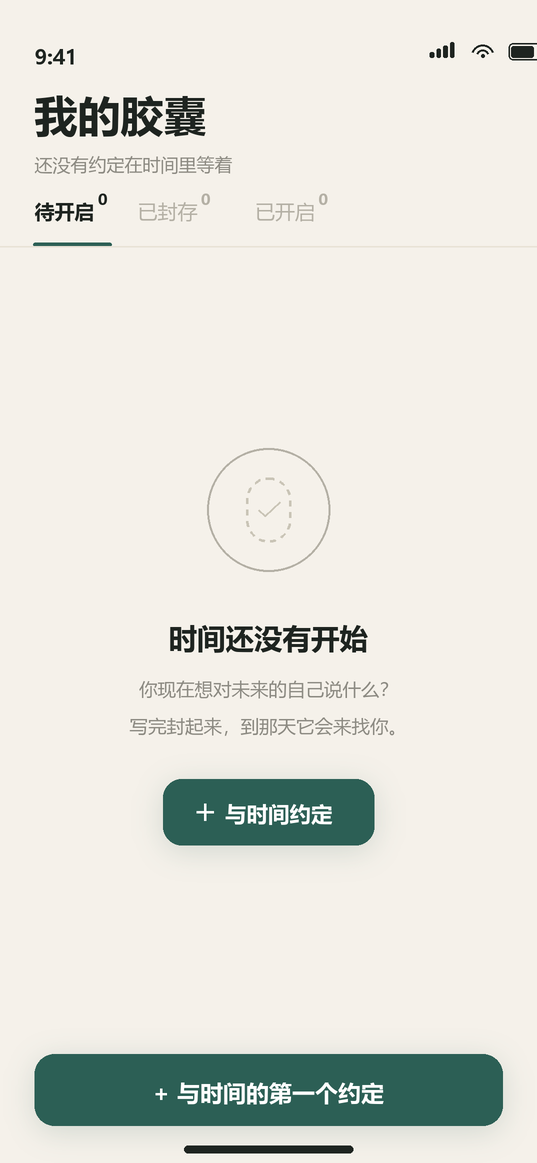 9:41
我的胶囊
还没有约定在时间里等着
待开启 0 已封存 0 已开启 0
时间还没有开始
你现在想对未来的自己说什么?
写完封起来，到那天它会来找你。
+ 与时间约定
+ 与时间的第一个约定